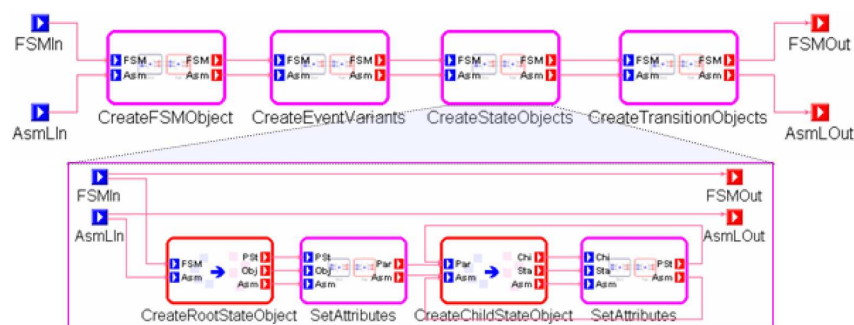 FSMIn
FSMOut
FSM FSM FSM FSM FSM FSM FSM FSM
Asm Asm Asm Asm Asm Asm Asm Asm
AsmLIn
CreateFSMObject CreateEventVariants CreateStateObjects CreateTransitionObjects
AsmLOut
FSMIn FSMOut
AsmLIn AsmLOut
PSt PSt Chi Chi
FSM Obj Obj Par Par Sta Sta PSt
Asm Asm Asm Asm Asm Asm Asm Asm
CreateRootStateObject SetAttributes CreateChildStateObject SetAttributes